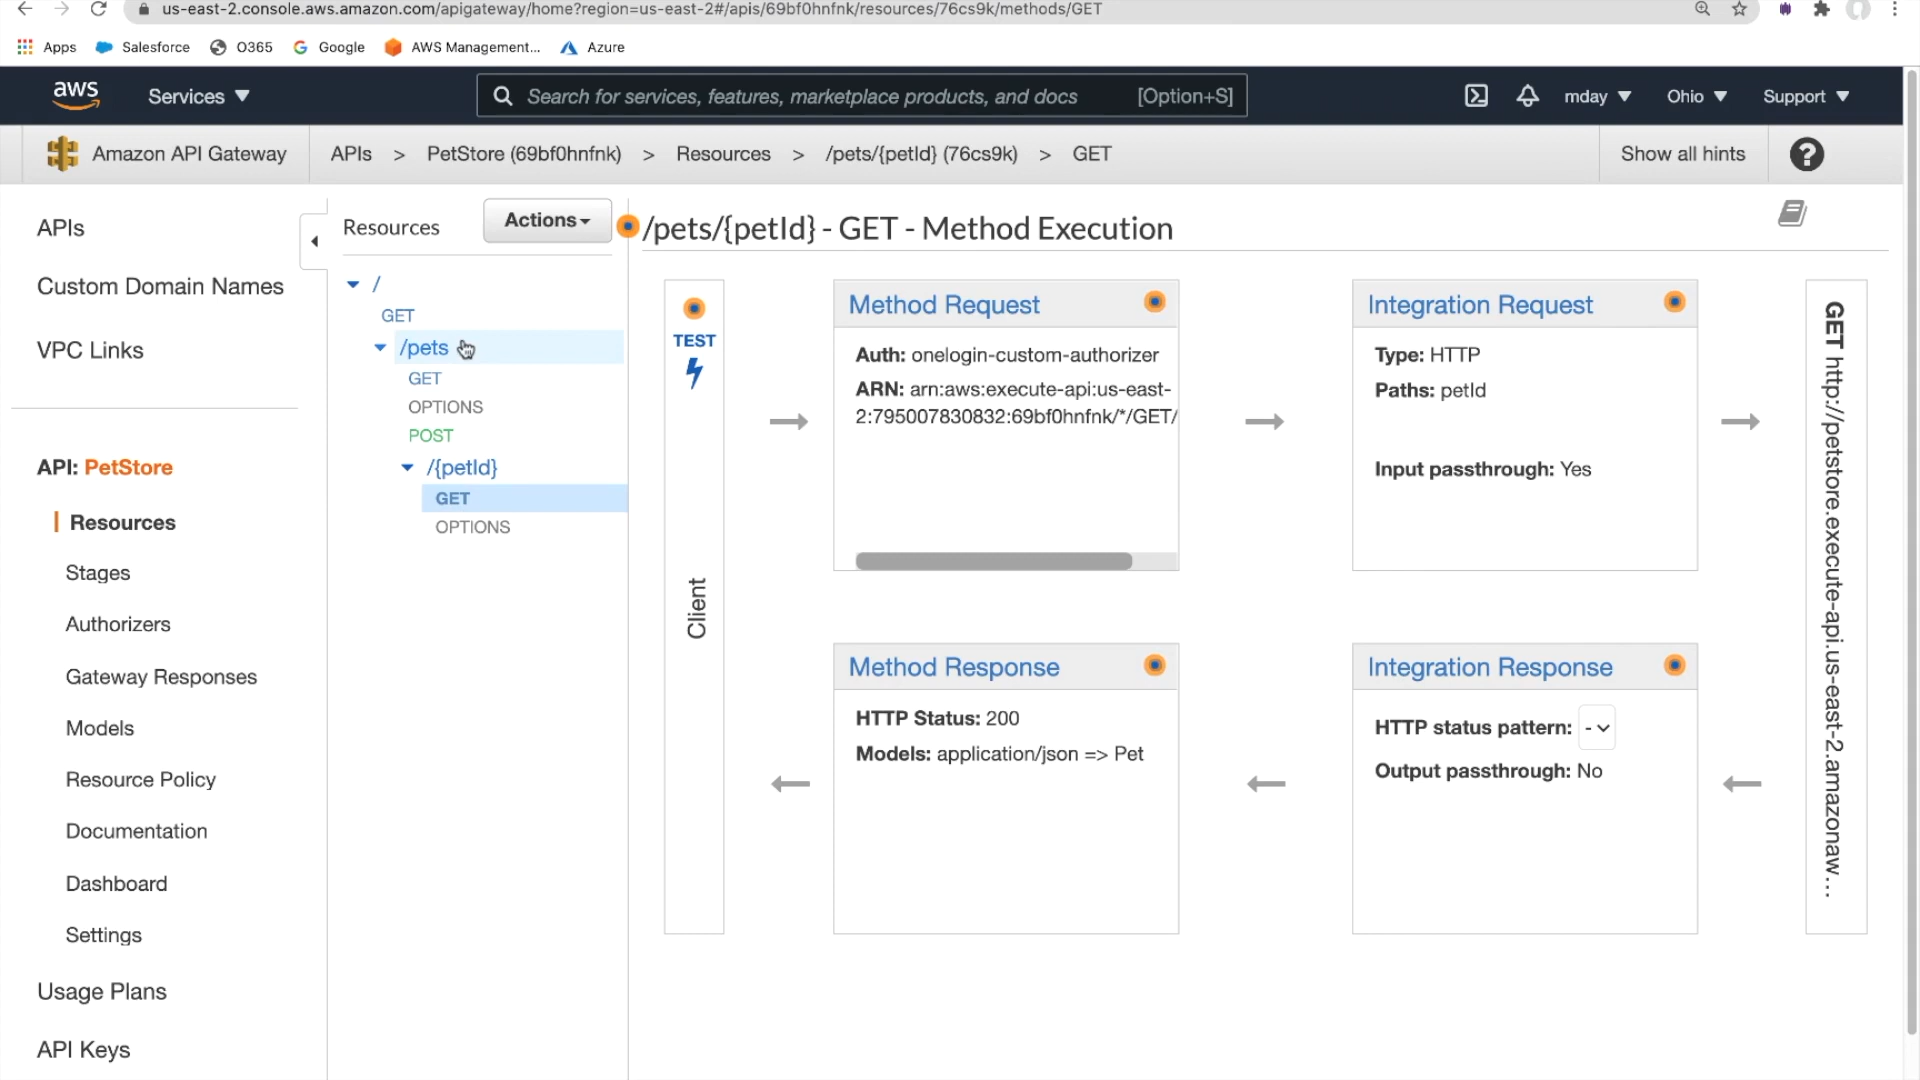 us-east-2.console.aws.amazon.com/apigateway/home?region=us-east-2#/apis/69bf0hnfnk/resources/76cs9k/methods/GET
Apps Salesforce O365 Google AWS Management... Azure
aws Services Search for services, features, marketplace products, and docs [Option+S] mday Ohio Support
Amazon API Gateway APIs > PetStore (69bf0hnfnk) > Resources > /pets/{petId} (76cs9k) > GET Show all hints ?
APIs
Custom Domain Names
VPC Links
API: PetStore
Resources
Stages
Authorizers
Gateway Responses
Models
Resource Policy
Documentation
Dashboard
Settings
Usage Plans
API Keys
Resources Actions
/
GET
/pets
GET
OPTIONS
POST
/{petId}
GET
OPTIONS
/pets/{petId} - GET - Method Execution
TEST
Client
Method Request
Auth: onelogin-custom-authorizer
ARN: arn:aws:execute-api:us-east-
2:795007830832:69bf0hnfnk/*/GET/
Integration Request
Type: HTTP
Paths: petId
Input passthrough: Yes
Method Response
HTTP Status: 200
Models: application/json => Pet
Integration Response
HTTP status pattern: -
Output passthrough: No
GET http://petstore.execute-api.us-east-2.amazonaw...